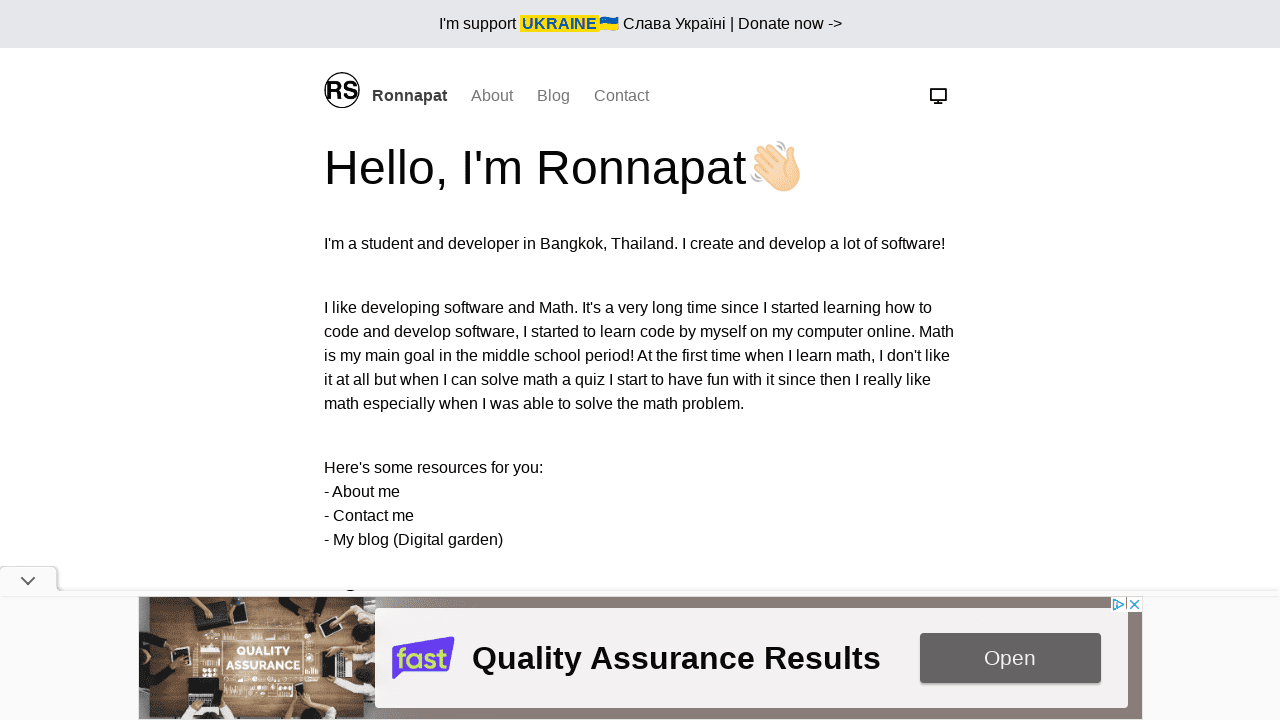 I'm support UKRAINE🇺🇦 Слава Україні | Donate now ->
RS Ronnapat About Blog Contact
Hello, I'm Ronnapat👋🏻
I'm a student and developer in Bangkok, Thailand. I create and develop a lot of software!
I like developing software and Math. It's a very long time since I started learning how to
code and develop software, I started to learn code by myself on my computer online. Math
is my main goal in the middle school period! At the first time when I learn math, I don't like
it at all but when I can solve math a quiz I start to have fun with it since then I really like
math especially when I was able to solve the math problem.
Here's some resources for you:
- About me
- Contact me
- My blog (Digital garden)
QUALITY
ASSURANCE
fast
Quality Assurance Results
Open